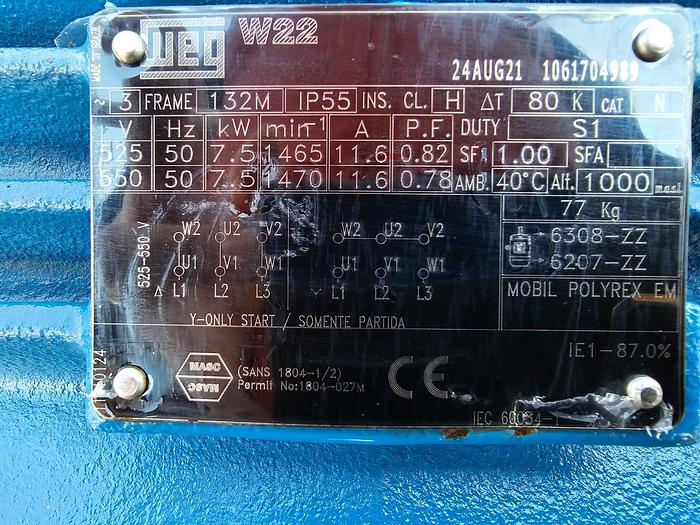 WEG W22
24AUG21 1061704989
~ 3 FRAME 132M IP55 INS. CL. H ΔT 80 K CAT N
V Hz kW min-1 A P.F. DUTY S1
525 50 7.5 1465 11.6 0.82 SF 1.00 SFA
550 50 7.5 1470 11.6 0.78 AMB. 40°C Alt. 1000 m.a.s.l.
77 Kg
W2 U2 V2 W2 U2 V2
6308-ZZ
525-550 V
U1 V1 W1 U1 V1 W1
6207-ZZ
Δ L1 L2 L3 Y L1 L2 L3
MOBIL POLYREX EM
Y-ONLY START / SOMENTE PARTIDA
IE1-87.0%
MASC
MASC
(SANS 1804-1/2)
Permit No:1804-027M
CE
IEC 60034-1